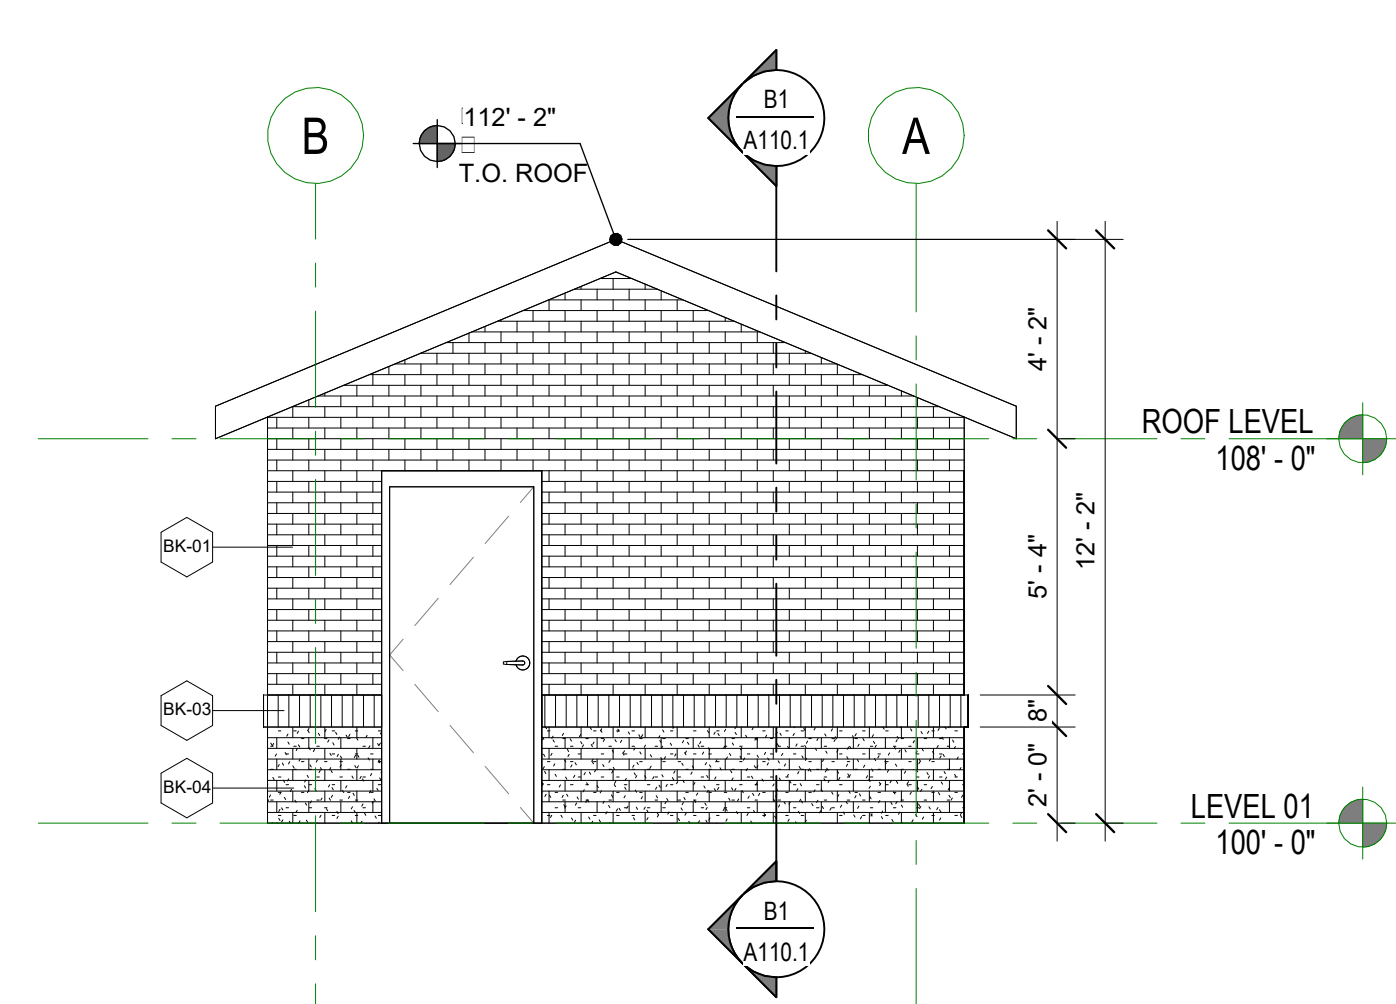 B
112' - 2"
T.O. ROOF
B1
A110.1
A
4' - 2"
ROOF LEVEL
108' - 0"
12' - 2"
5' - 4"
BK-01
BK-03
8"
BK-04
2' - 0"
LEVEL 01
100' - 0"
B1
A110.1